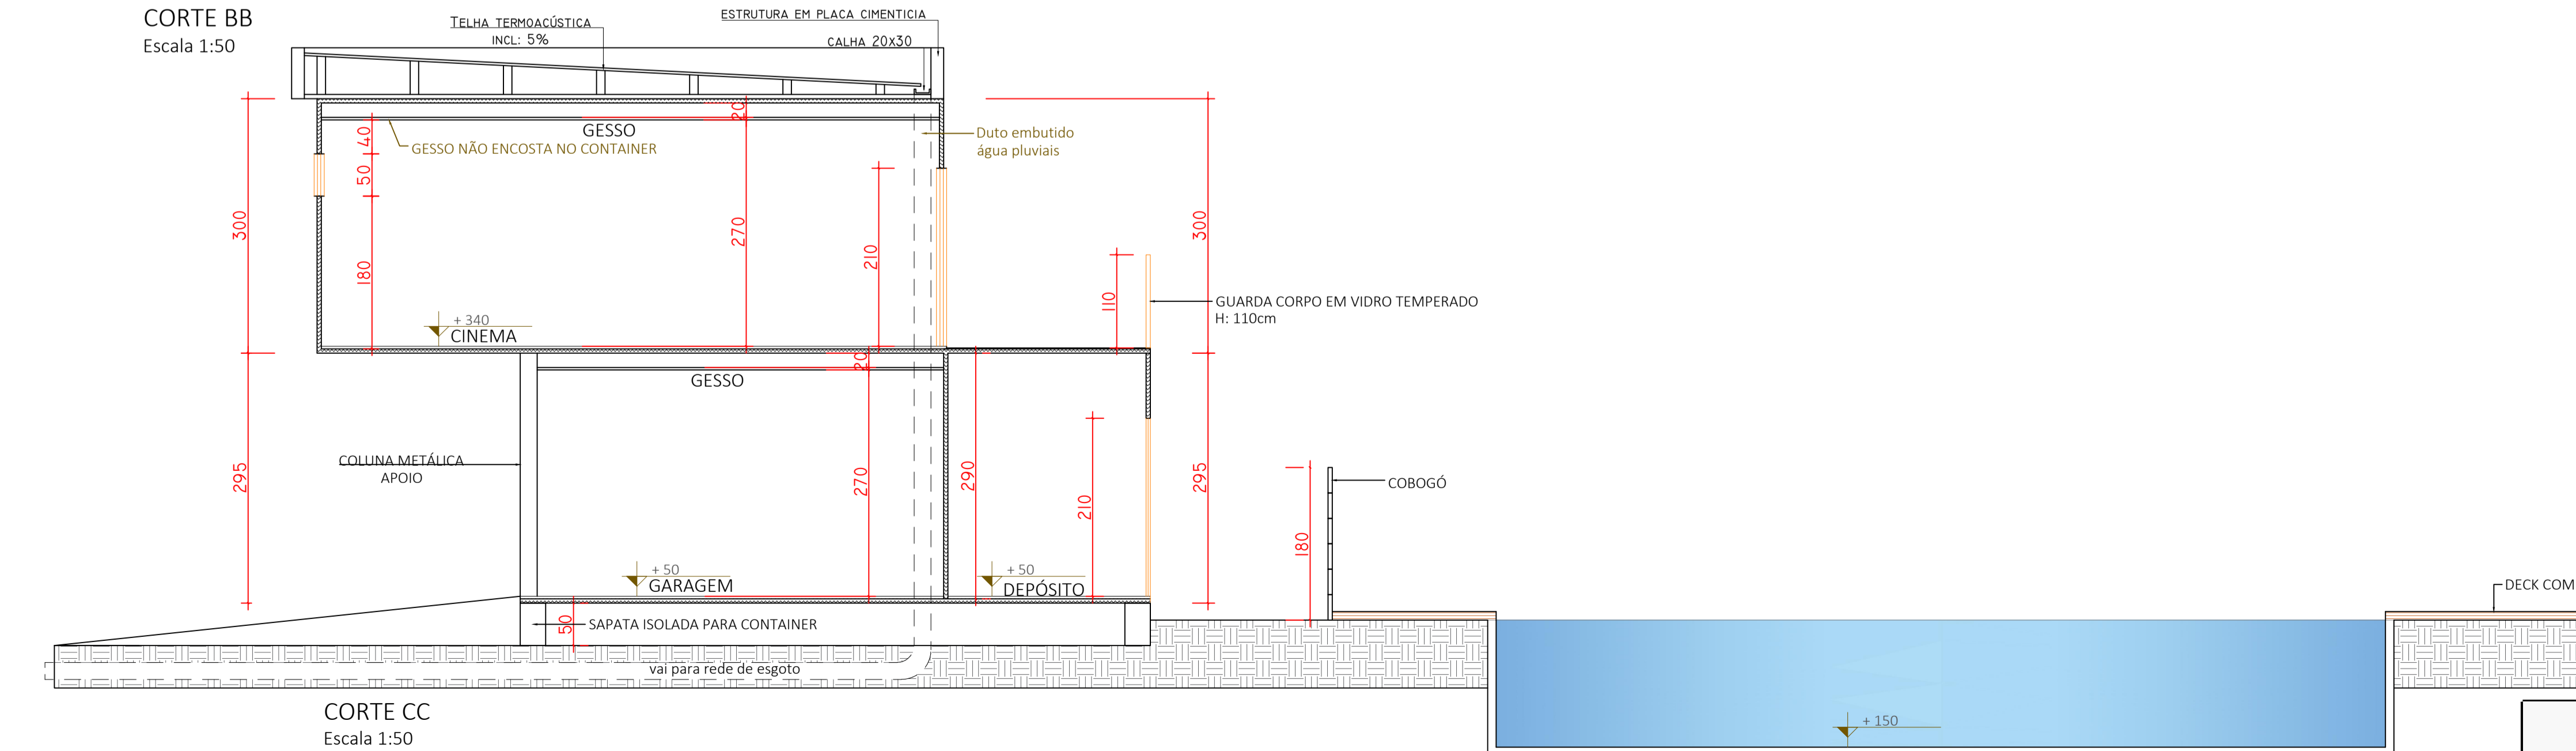 CORTE BB
Escala 1:50
TELHA TERMOACÚSTICA
INCL: 5%
ESTRUTURA EM PLACA CIMENTICIA
CALHA 20X30
20
GESSO
GESSO NÃO ENCOSTA NO CONTAINER
Duto embutido
água pluviais
40
50
180
300
270
210
300
110
GUARDA CORPO EM VIDRO TEMPERADO
H: 110cm
+ 340
CINEMA
20
GESSO
COLUNA METÁLICA
APOIO
295
270
290
210
295
180
COBOGÓ
+ 50
GARAGEM
+ 50
DEPÓSITO
DECK COM
50
SAPATA ISOLADA PARA CONTAINER
vai para rede de esgoto
+ 150
CORTE CC
Escala 1:50